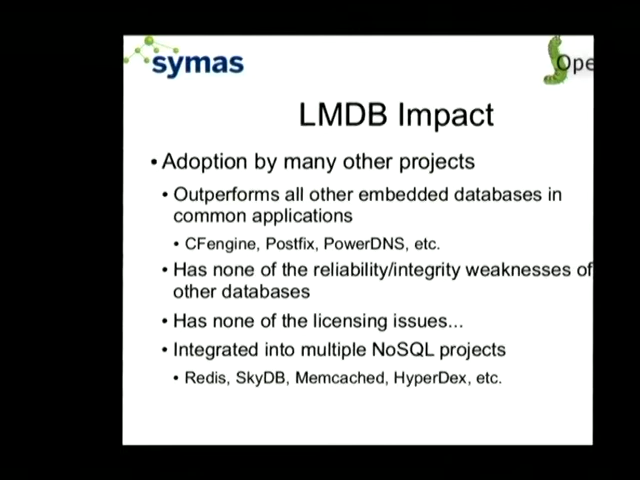 symas
Ope
LMDB Impact
• Adoption by many other projects
• Outperforms all other embedded databases in
common applications
• CFengine, Postfix, PowerDNS, etc.
• Has none of the reliability/integrity weaknesses of
other databases
• Has none of the licensing issues...
• Integrated into multiple NoSQL projects
• Redis, SkyDB, Memcached, HyperDex, etc.